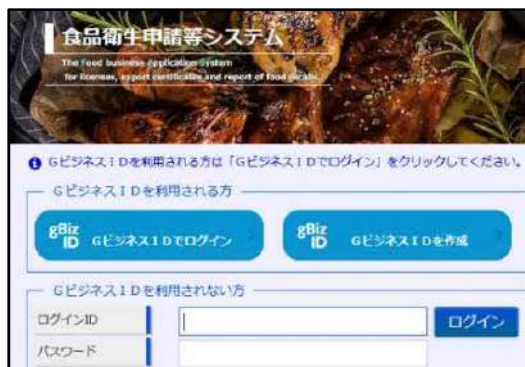 食品衛生申請等システム
The Food business Application System
for licenses, export certificates and report of food recalls
GビジネスIDを利用される方は「GビジネスIDでログイン」をクリックしてください。
GビジネスIDを利用される方
gBiz ID GビジネスIDでログイン
gBiz ID GビジネスIDを作成
GビジネスIDを利用されない方
ログインID
ログイン
パスワード